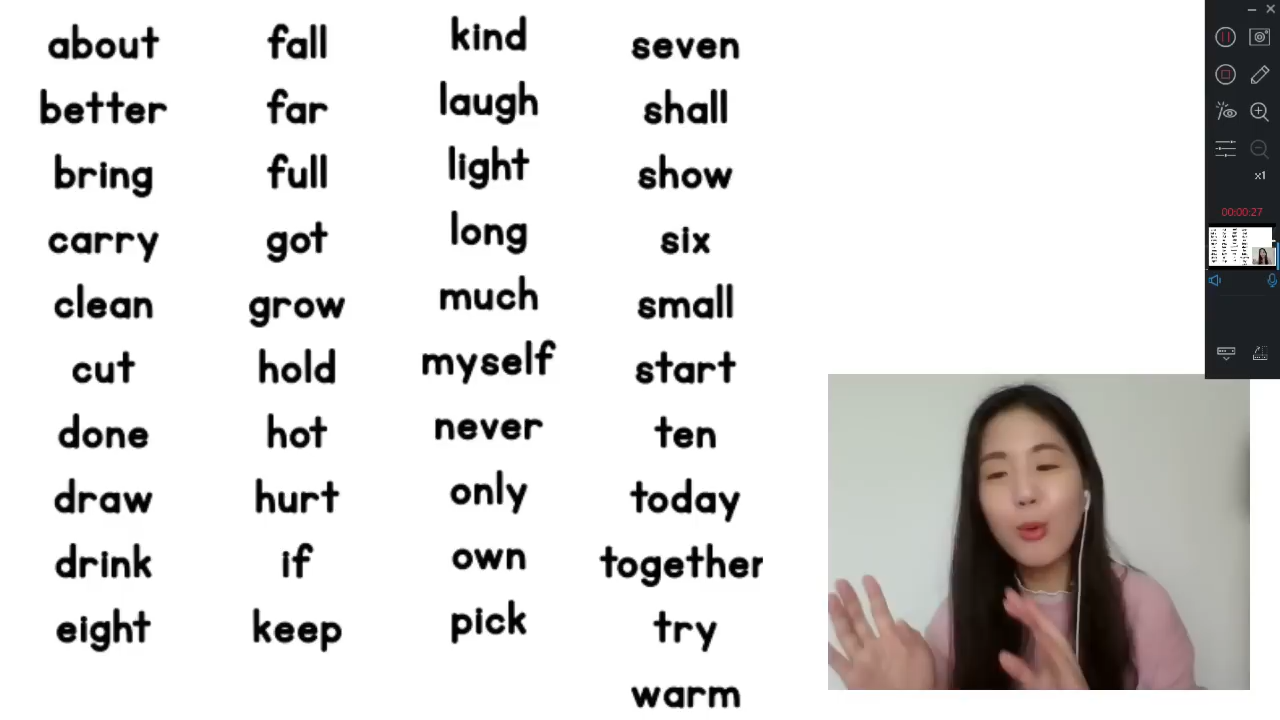 about
better
bring
carry
clean
cut
done
draw
drink
eight
fall
far
full
got
grow
hold
hot
hurt
if
keep
kind
laugh
light
long
much
myself
never
only
own
pick
seven
shall
show
six
small
start
ten
today
together
try
warm
x1
00:00:27